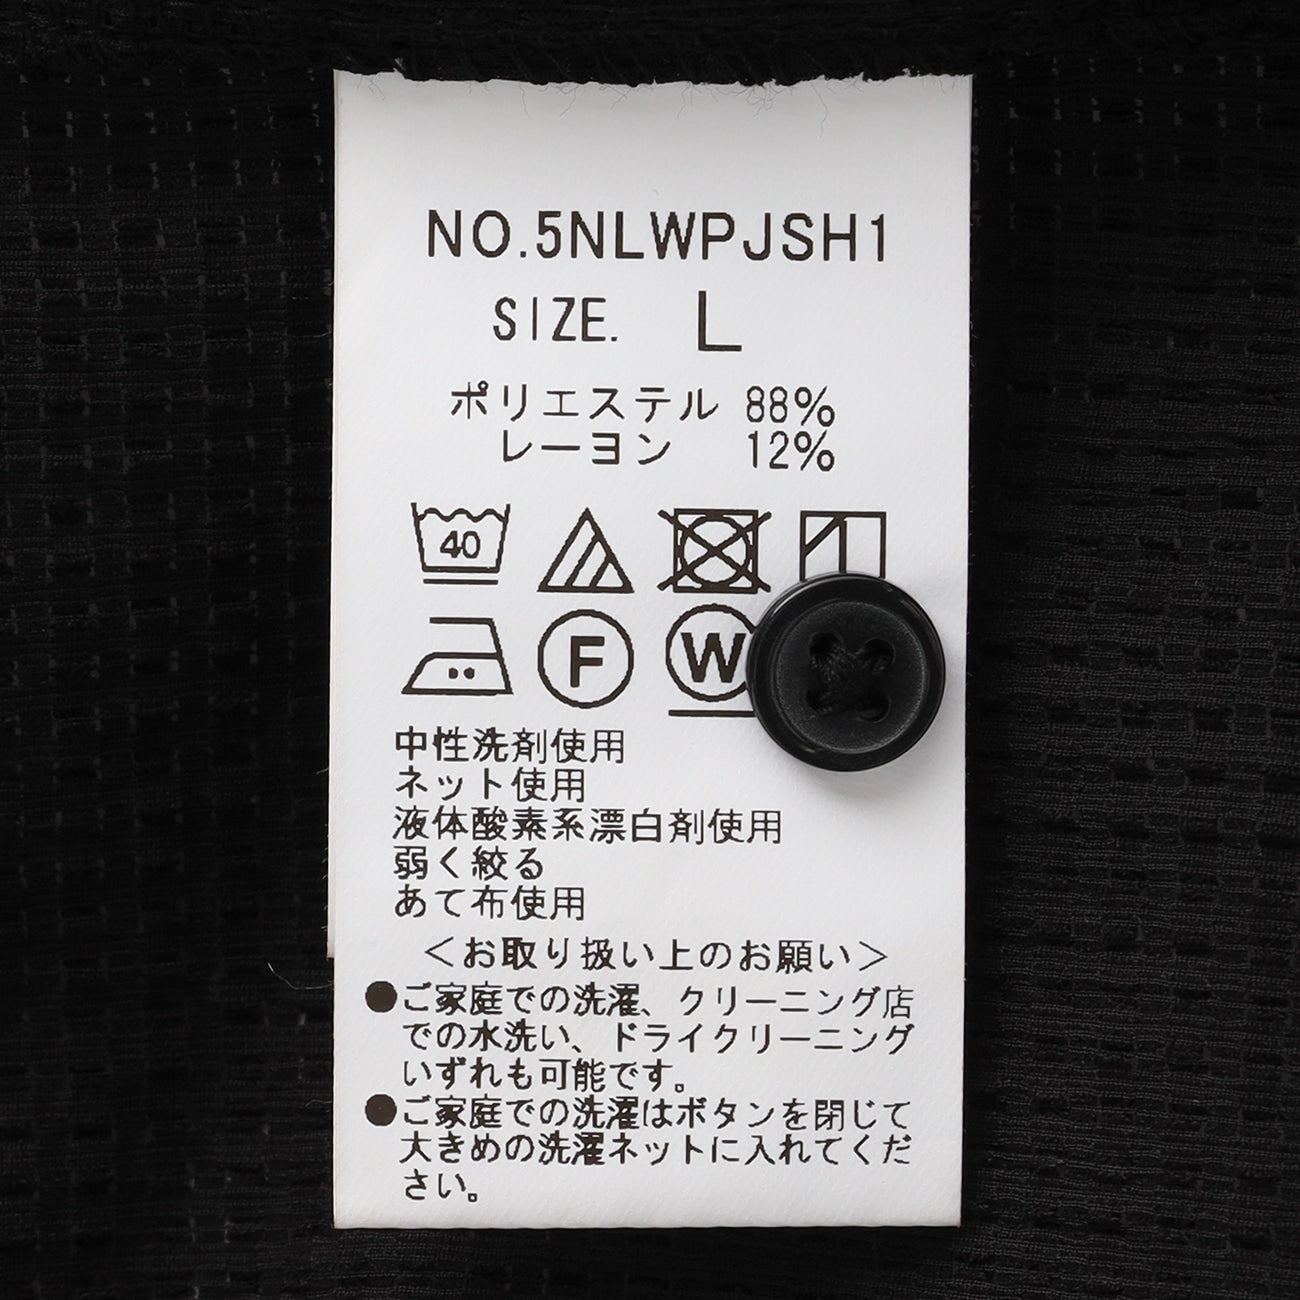 NO.5NLWPJSH1
SIZE. L
ポリエステル 88%
レーヨン 12%
40
F W
中性洗剤使用
ネット使用
液体酸素系漂白剤使用
弱く絞る
あて布使用
＜お取り扱い上のお願い＞
●ご家庭での洗濯、クリーニング店
での水洗い、ドライクリーニング
いずれも可能です。
●ご家庭での洗濯はボタンを閉じて
大きめの洗濯ネットに入れてくだ
さい。